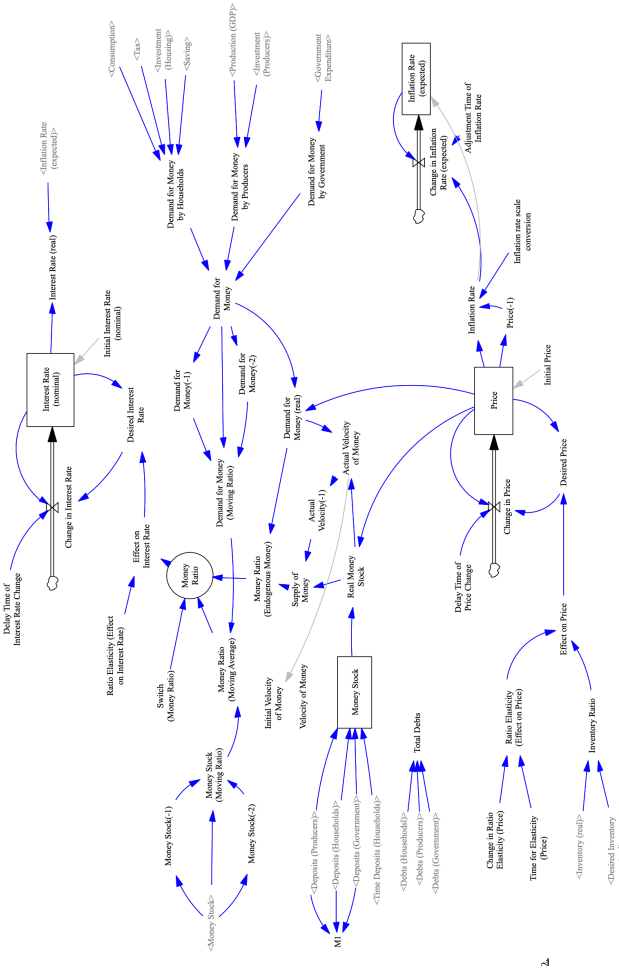 <Consumption>
<Tax>
<Investment
(Housing)>
<Saving>
<Production (GDP)>
<Investment
(Producers)>
<Government
Expenditure>
Inflation Rate
(expected)
Adjustment Time of
Inflation Rate
Change in Inflation
Rate (expected)
<Inflation Rate
(expected)>
Interest Rate (real)
Initial Interest Rate
(nominal)
Interest Rate
(nominal)
Demand for Money
by Households
Demand for Money
by Producers
Demand for Money
by Government
Inflation rate scale
conversion
Inflation Rate
Price(-1)
Initial Price
Price
Demand for
Money
Demand for
Money(-1)
Demand for
Money(-2)
Demand for
Money (real)
Desired Interest
Rate
Change in Interest Rate
Delay Time of
Interest Rate Change
Effect on
Interest Rate
Ratio Elasticity (Effect
on Interest Rate)
Demand for Money
(Moving Ratio)
Actual Velocity
of Money
Actual
Velocity(-1)
Desired Price
Change in Price
Delay Time of
Price Change
Money
Ratio
Money Ratio
(Endogenous Money)
Supply of
Money
Real Money
Stock
Switch
(Money Ratio)
Money Ratio
(Moving Average)
Initial Velocity
of Money
Velocity of Money
Money Stock
Effect on Price
Ratio Elasticity
(Effect on Price)
Inventory Ratio
Money Stock
(Moving Ratio)
Total Debts
Money Stock(-1)
Money Stock(-2)
<Money Stock>
<Deposits (Producers)>
<Deposits (Households)>
<Deposits (Government)>
<Time Deposits (Households)>
M1
<Debts (Househodsl)>
<Debts (Producers)>
<Debts (Government)>
Change in Ratio
Elasticity (Price)
Time for Elasticity
(Price)
<Inventory (real)>
<Desired Inventory